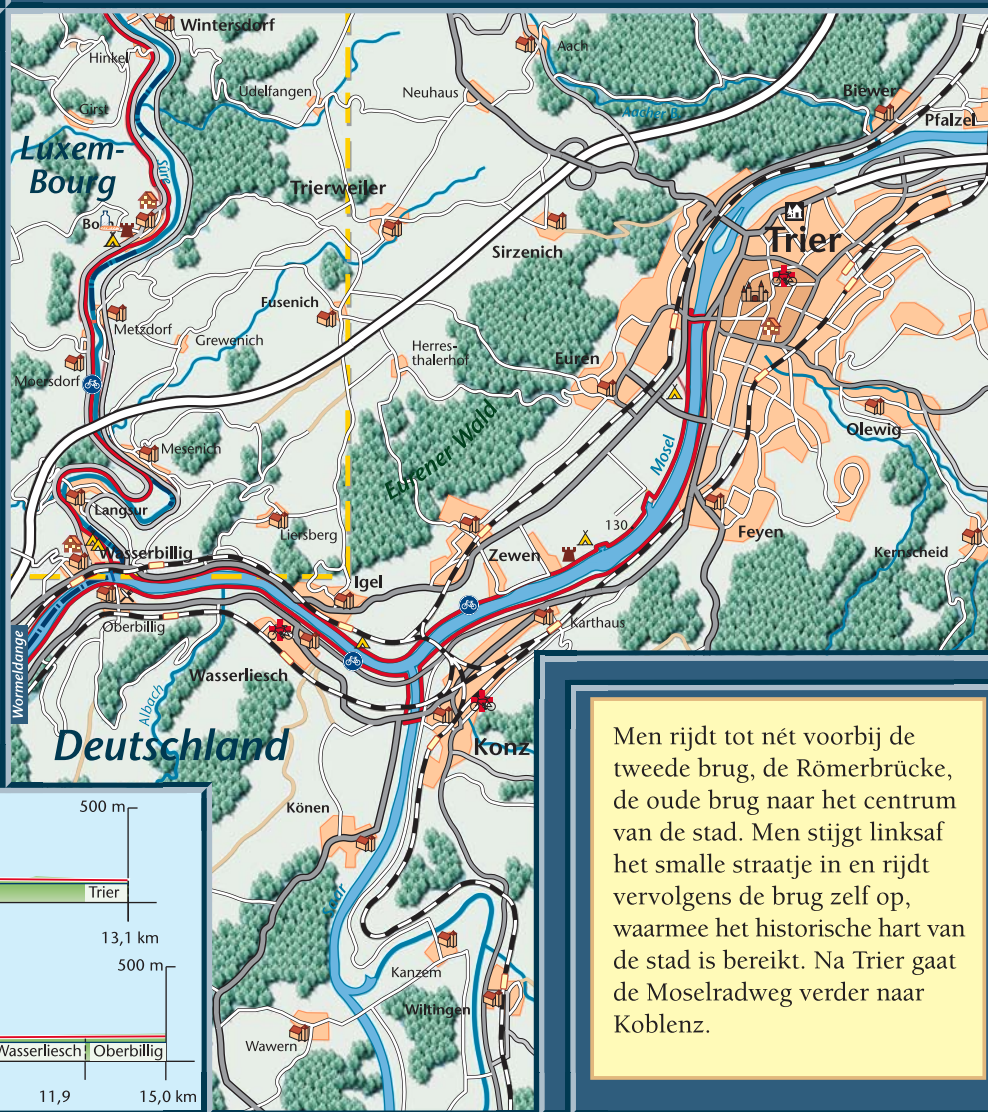 Wintersdorf
Hinkel
Aach
Udelfangen
Neuhaus
Biewer
Girst
Aacher B.
Pfalzel
Luxem-
Bourg
Sûre
Trierweiler
Trier
Sirzenich
Fusenich
Metzdorf
Grewenich
Herres-
thalerhof
Euren
Moersdorf
Olewig
Eurener Wald
Mosel
Mesenich
Langsur
130
Liersberg
Feyen
Wasserbillig
Zewen
Kernscheid
Igel
Oberbillig
Karthaus
Wormeldange
Wasserliesch
Albach
Deutschland
Konz
Könen
Kanzem
Wiltingen
Wawern
500 m
Trier
13,1 km
500 m
Wasserliesch
Oberbillig
11,9
15,0 km
Men rijdt tot nét voorbij de
tweede brug, de Römerbrücke,
de oude brug naar het centrum
van de stad. Men stijgt linksaf
het smalle straatje in en rijdt
vervolgens de brug zelf op,
waarmee het historische hart van
de stad is bereikt. Na Trier gaat
de Moselradweg verder naar
Koblenz.